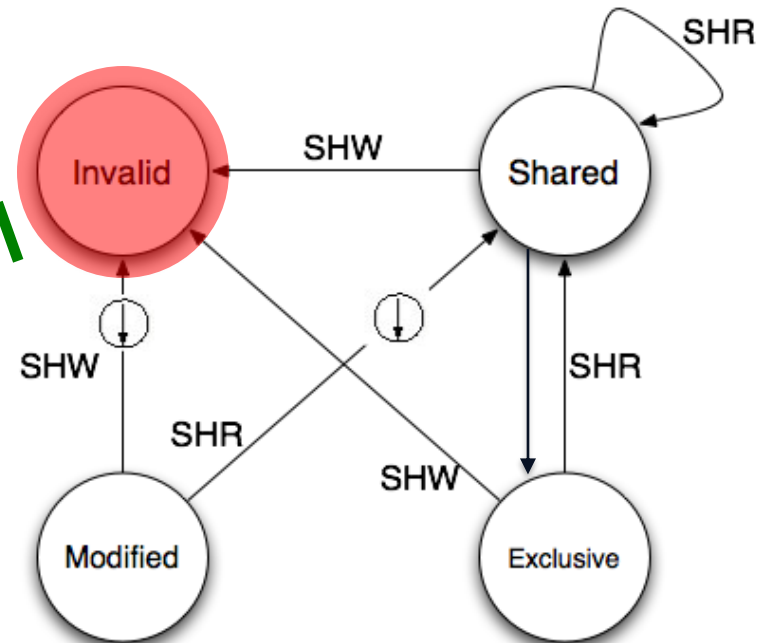 SHR
SHW
Invalid
Shared
SHW
SHR
SHR
SHW
Modified
Exclusive